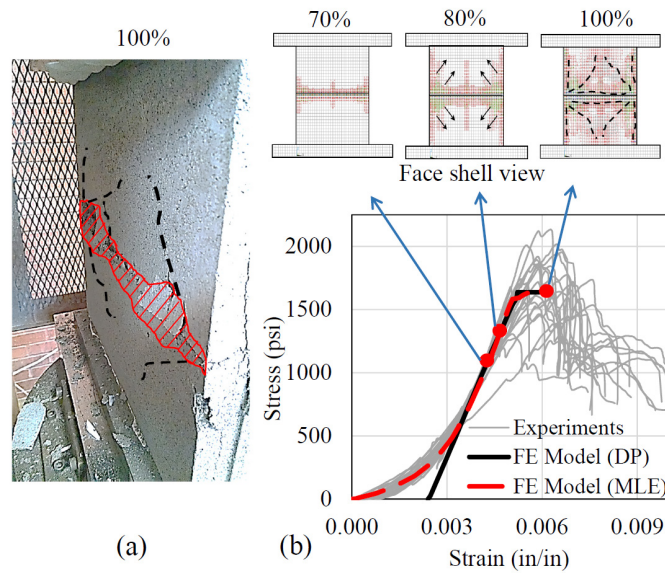 100%
70%
80%
100%
Face shell view
2000
1500
1000
500
0
Stress (psi)
Experiments
FE Model (DP)
FE Model (MLE)
0.000
0.003
0.006
0.009
Strain (in/in)
(a)
(b)